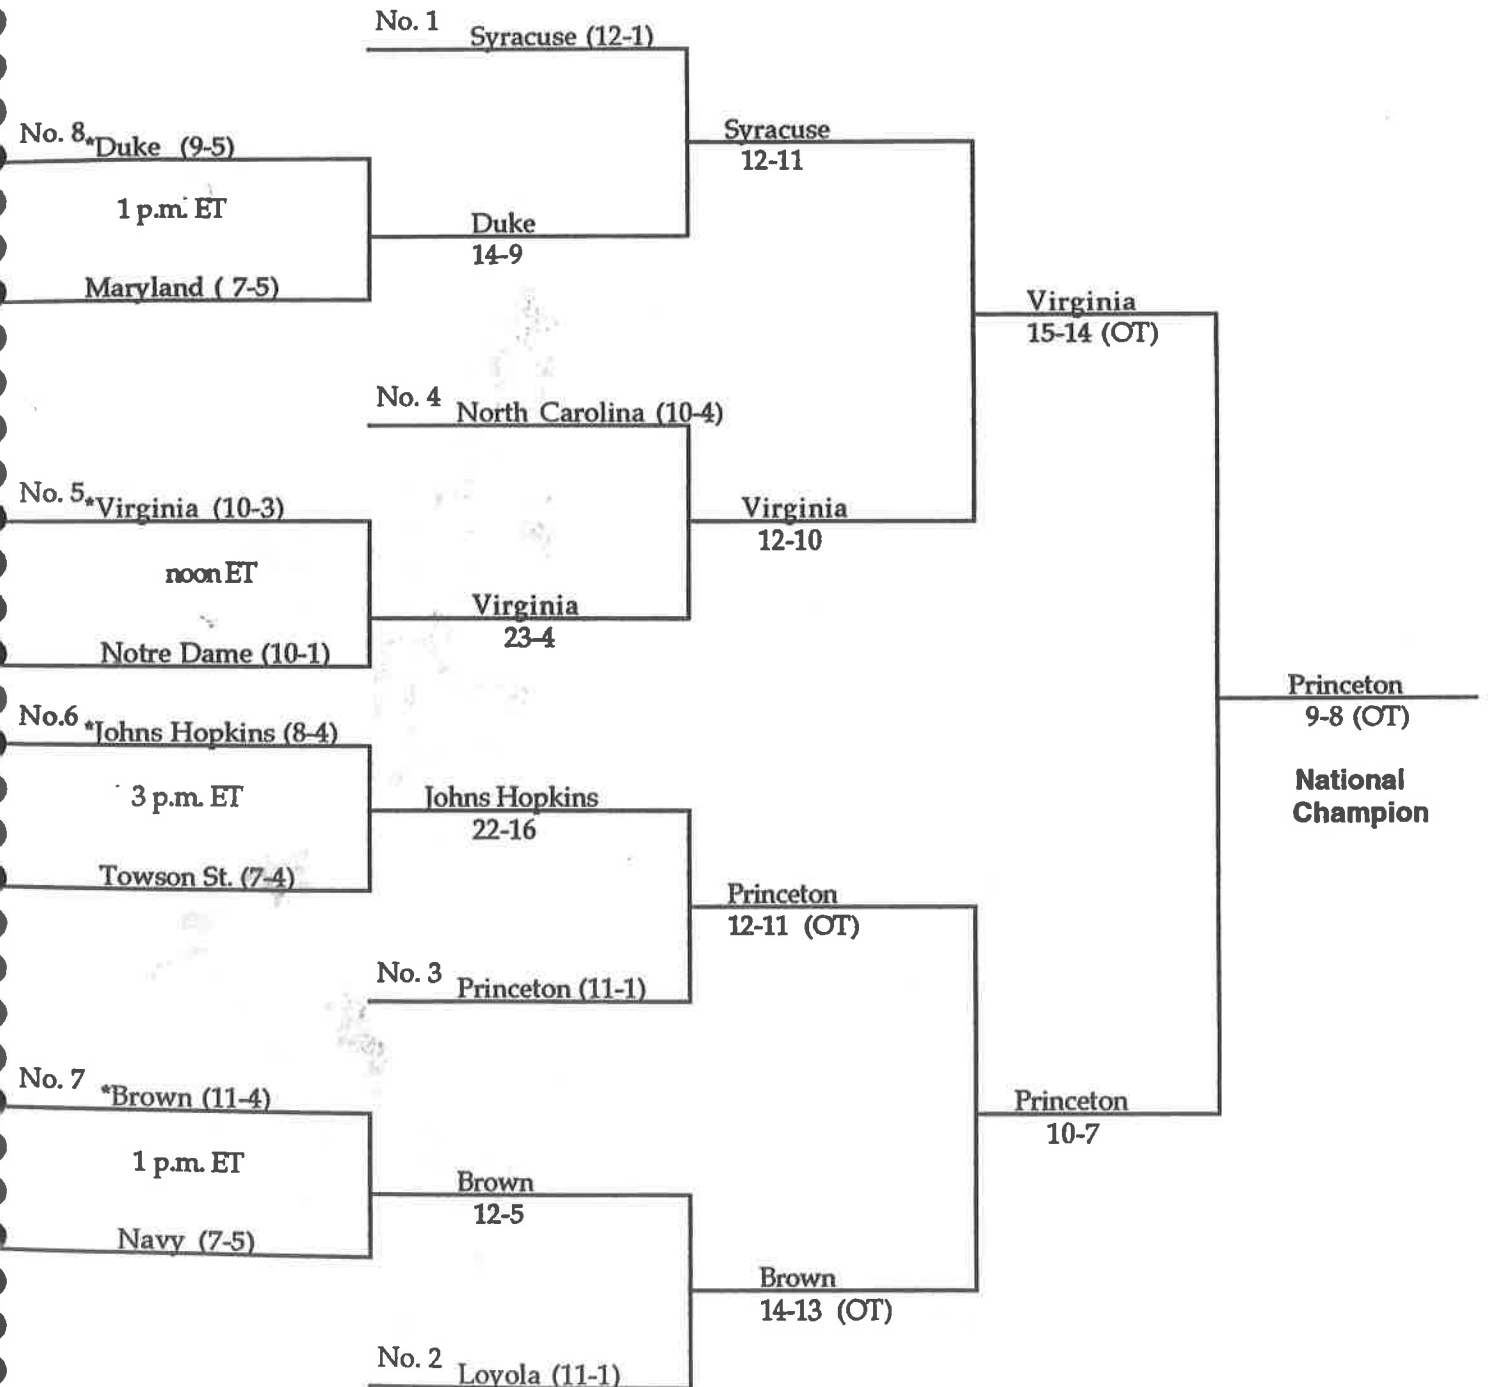 No. 1
Syracuse (12-1)
No. 8
*Duke (9-5)
1 p.m. ET
Maryland ( 7-5)
Duke
14-9
Syracuse
12-11
No. 4
North Carolina (10-4)
No. 5
*Virginia (10-3)
noon ET
Notre Dame (10-1)
Virginia
23-4
Virginia
12-10
Virginia
15-14 (OT)
No.6
*Johns Hopkins (8-4)
3 p.m. ET
Towson St. (7-4)
Johns Hopkins
22-16
No. 3
Princeton (11-1)
Princeton
12-11 (OT)
No. 7
*Brown (11-4)
1 p.m. ET
Navy (7-5)
Brown
12-5
No. 2
Loyola (11-1)
Brown
14-13 (OT)
Princeton
10-7
Princeton
9-8 (OT)
National
Champion